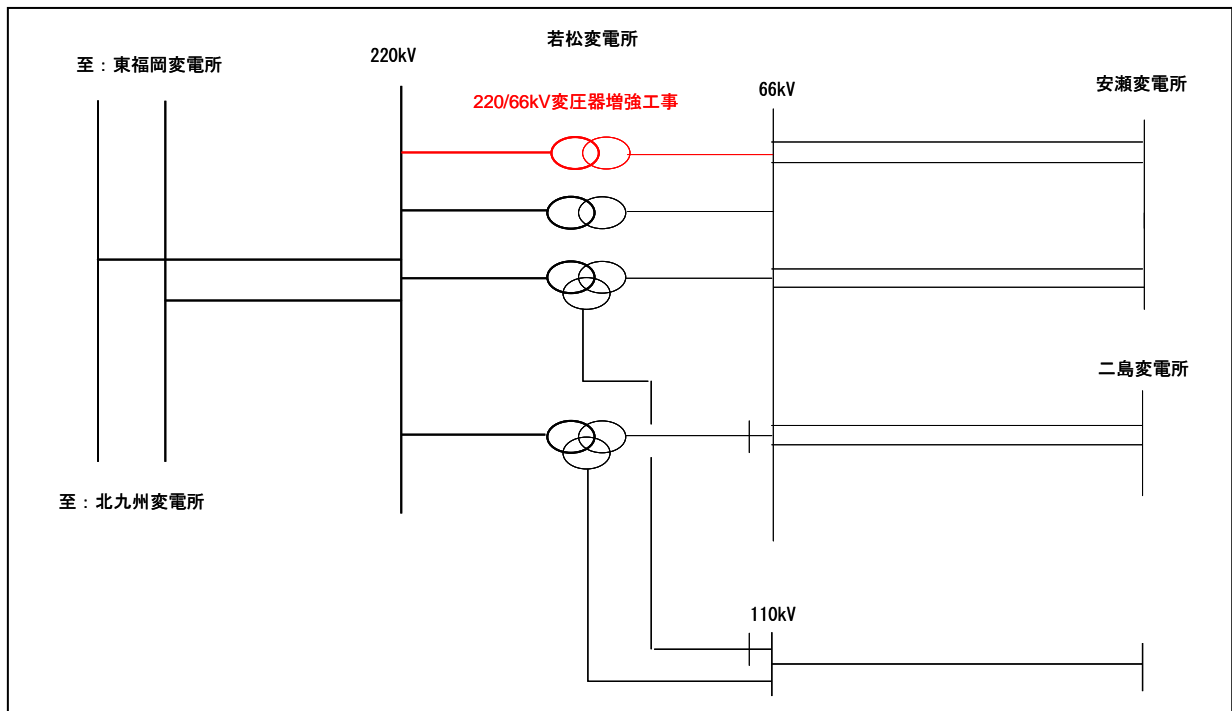 若松変電所
至：東福岡変電所
220kV
220/66kV変圧器増強工事
66kV
安瀬変電所
二島変電所
至：北九州変電所
110kV